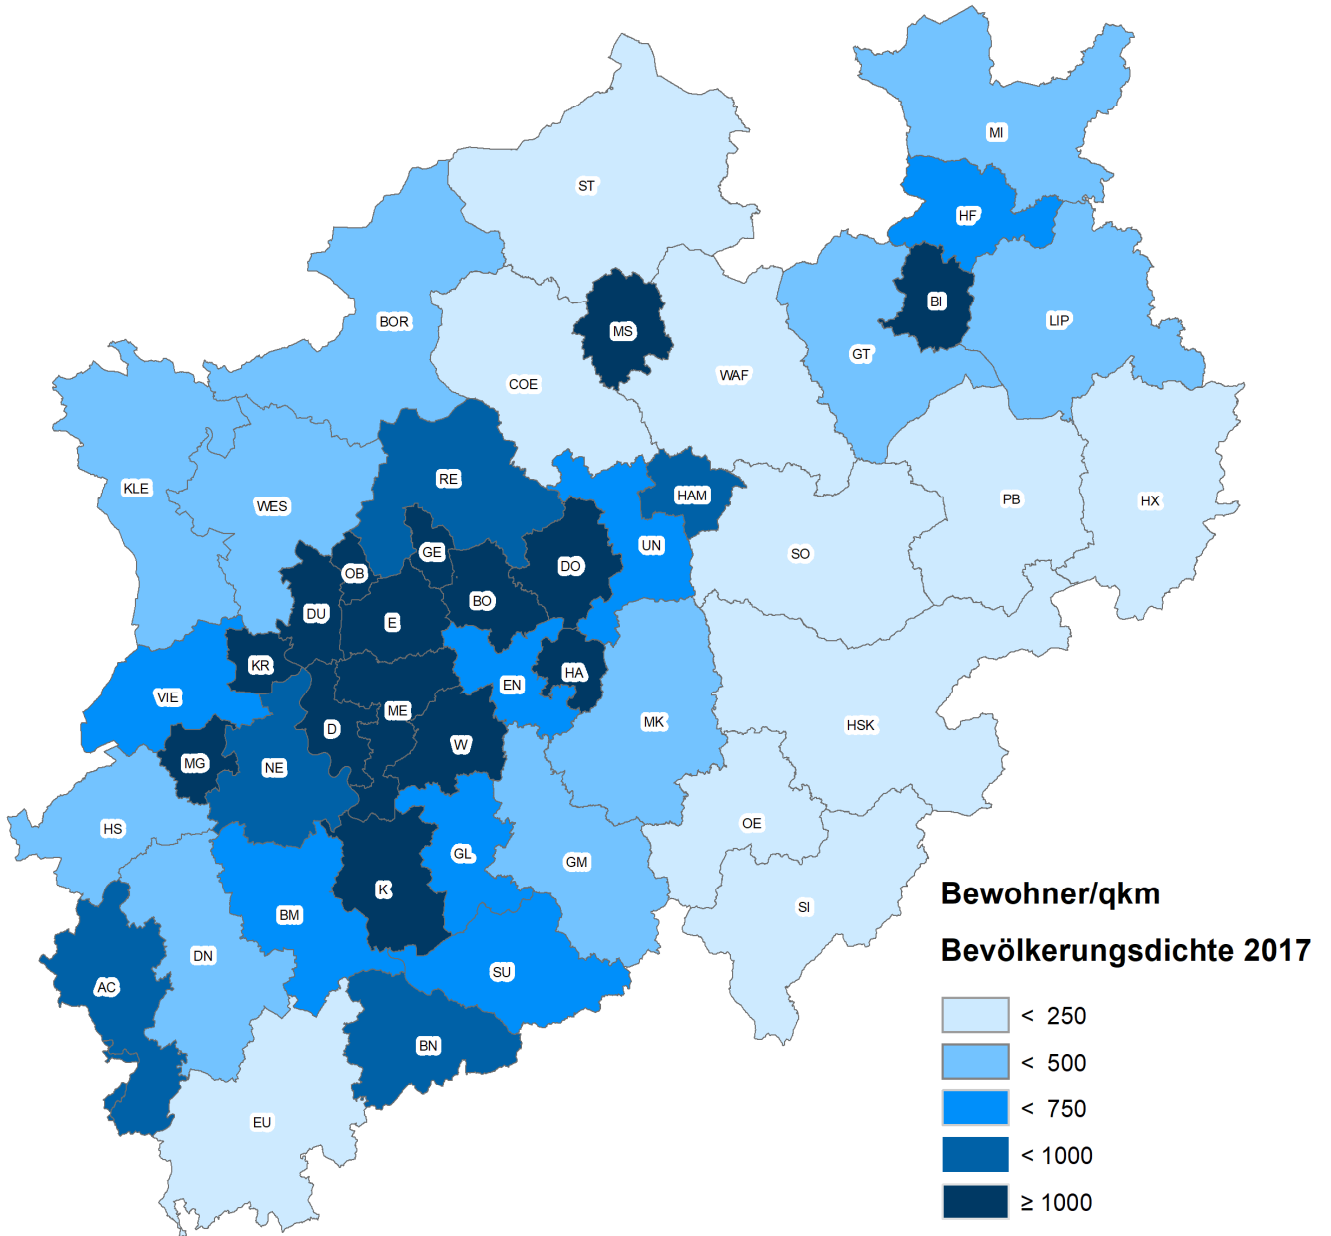 MI
ST
HF
BI
BOR
LIP
MS
GT
WAF
COE
RE
KLE
HAM
PB
HX
WES
UN
GE
SO
DO
OB
BO
DU
E
KR
HA
EN
VIE
ME
MK
HSK
D
W
MG
NE
OE
HS
GL
GM
K
SI
BM
DN
SU
AC
BN
EU
Bewohner/qkm
Bevölkerungsdichte 2017
< 250
< 500
< 750
< 1000
≥ 1000